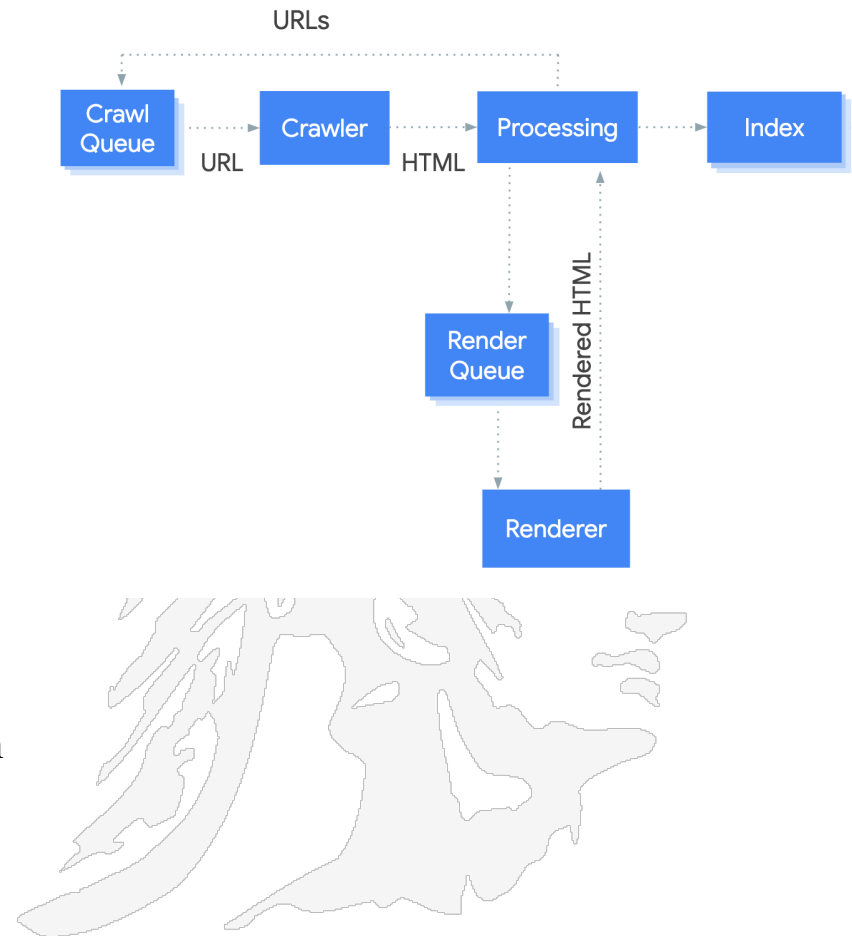 URLs
Crawl
Queue
Crawler
Processing
Index
URL
HTML
Render
Queue
Rendered HTML
Renderer